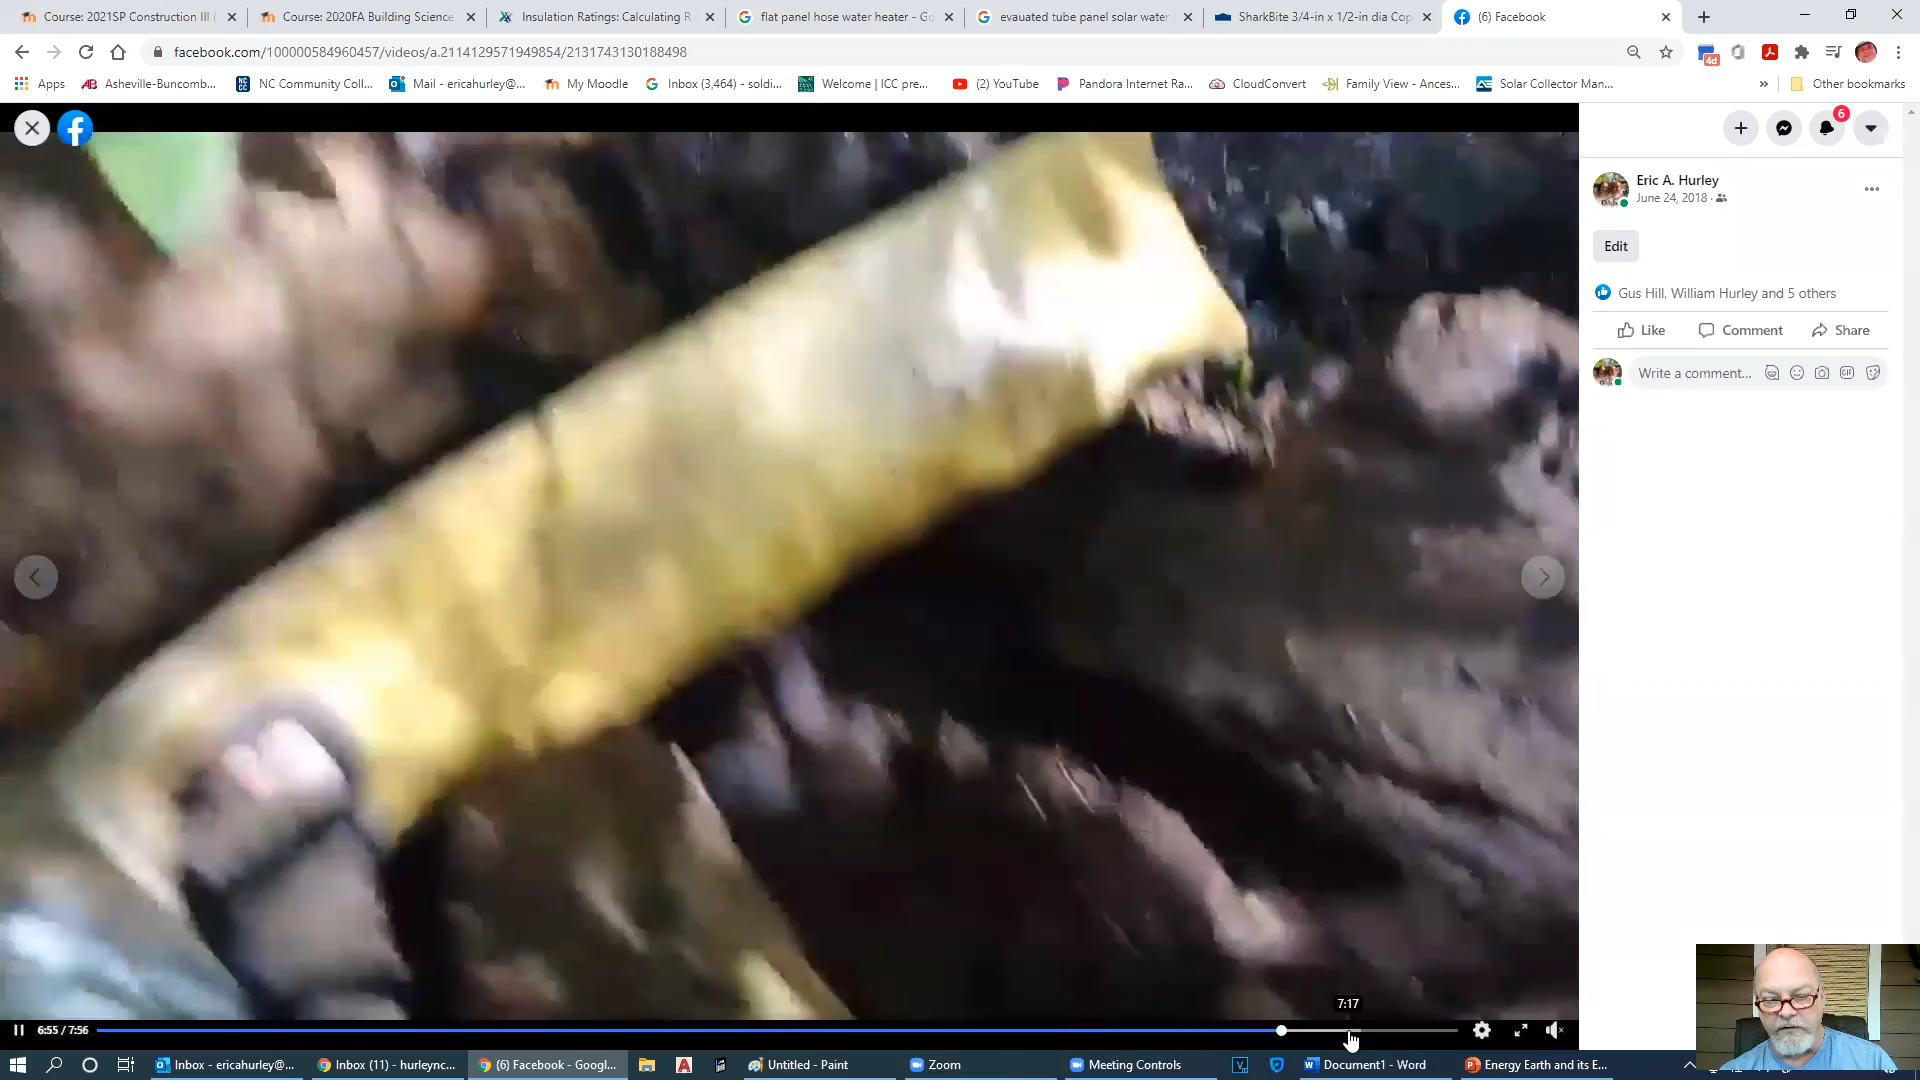 Course: 2021SP Construction III (
Course: 2020FA Building Science
Insulation Ratings: Calculating R
flat panel hose water heater - Go
evauated tube panel solar water
SharkBite 3/4-in x 1/2-in dia Cop
(6) Facebook
facebook.com/100000584960457/videos/a.2114129571949854/2131743130188498
4d
Apps
Asheville-Buncomb...
NC Community Coll...
Mail - ericahurley@...
My Moodle
Inbox (3,464) - soldi...
Welcome | ICC pre...
(2) YouTube
Pandora Internet Ra...
CloudConvert
Family View - Ances...
Solar Collector Man...
»
Other bookmarks
6
Eric A. Hurley
June 24, 2018 ·
Edit
Gus Hill, William Hurley and 5 others
Like
Comment
Share
Write a comment...
GIF
7:17
6:55 / 7:56
Inbox - ericahurley@...
Inbox (11) - hurleync...
(6) Facebook - Googl...
Untitled - Paint
Zoom
Meeting Controls
Document1 - Word
Energy Earth and its E...